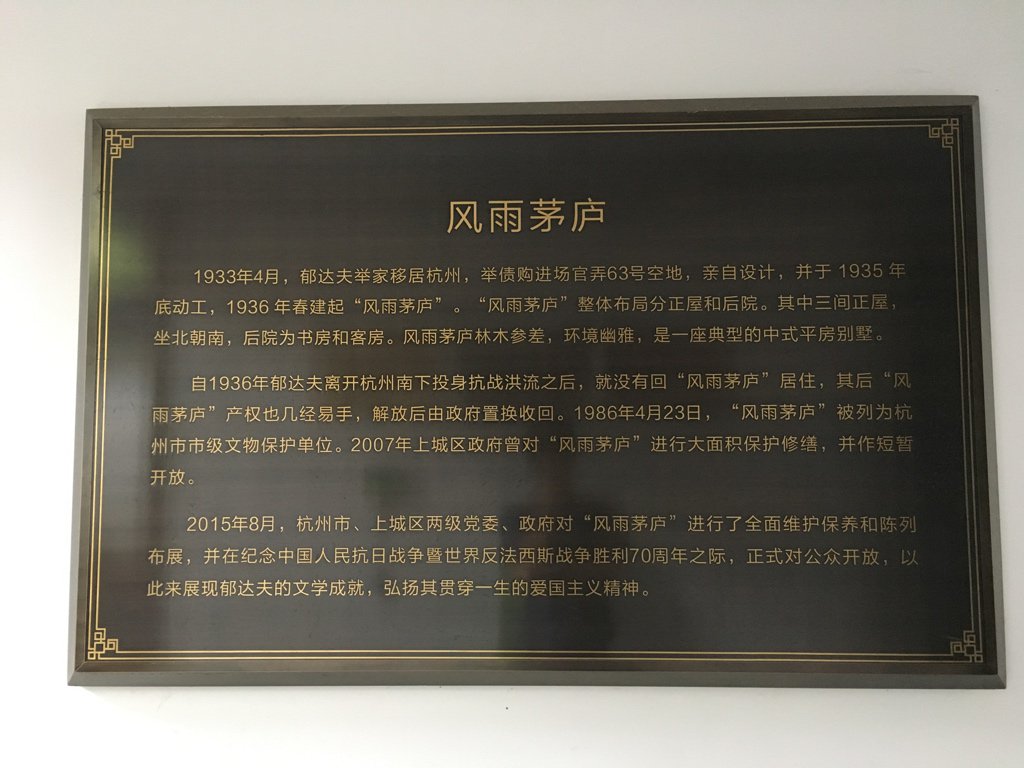 风雨茅庐
1933年4月，郁达夫举家移居杭州，举债购进场官弄63号空地，亲自设计，并于 1935 年
底动工，1936 年春建起“风雨茅庐”。“风雨茅庐”整体布局分正屋和后院。其中三间正屋，
坐北朝南，后院为书房和客房。风雨茅庐林木参差，环境幽雅，是一座典型的中式平房别墅。
自1936年郁达夫离开杭州南下投身抗战洪流之后，就没有回“风雨茅庐”居住，其后“风
雨茅庐”产权也几经易手，解放后由政府置换收回。1986年4月23日，“风雨茅庐”被列为杭
州市市级文物保护单位。2007年上城区政府曾对“风雨茅庐”进行大面积保护修缮，并作短暂
开放。
2015年8月，杭州市、上城区两级党委、政府对“风雨茅庐”进行了全面维护保养和陈列
布展，并在纪念中国人民抗日战争暨世界反法西斯战争胜利70周年之际，正式对公众开放，以
此来展现郁达夫的文学成就，弘扬其贯穿一生的爱国主义精神。